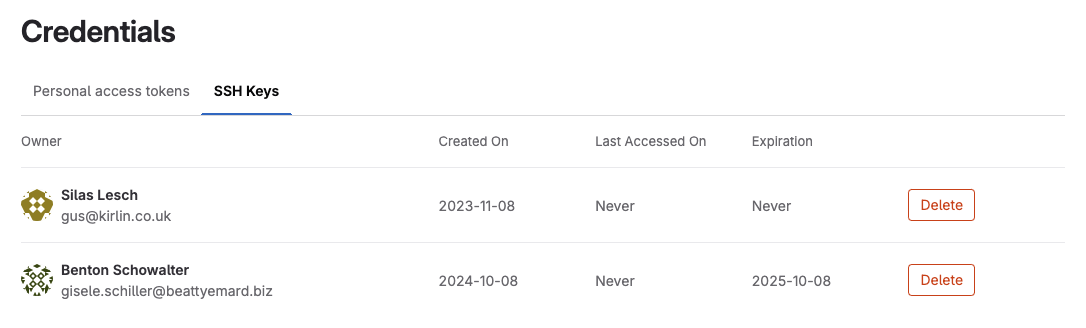 Credentials
Personal access tokens SSH Keys
Owner Created On Last Accessed On Expiration
Silas Lesch
gus@kirlin.co.uk 2023-11-08 Never Never Delete
Benton Schowalter
gisele.schiller@beattyemard.biz 2024-10-08 Never 2025-10-08 Delete